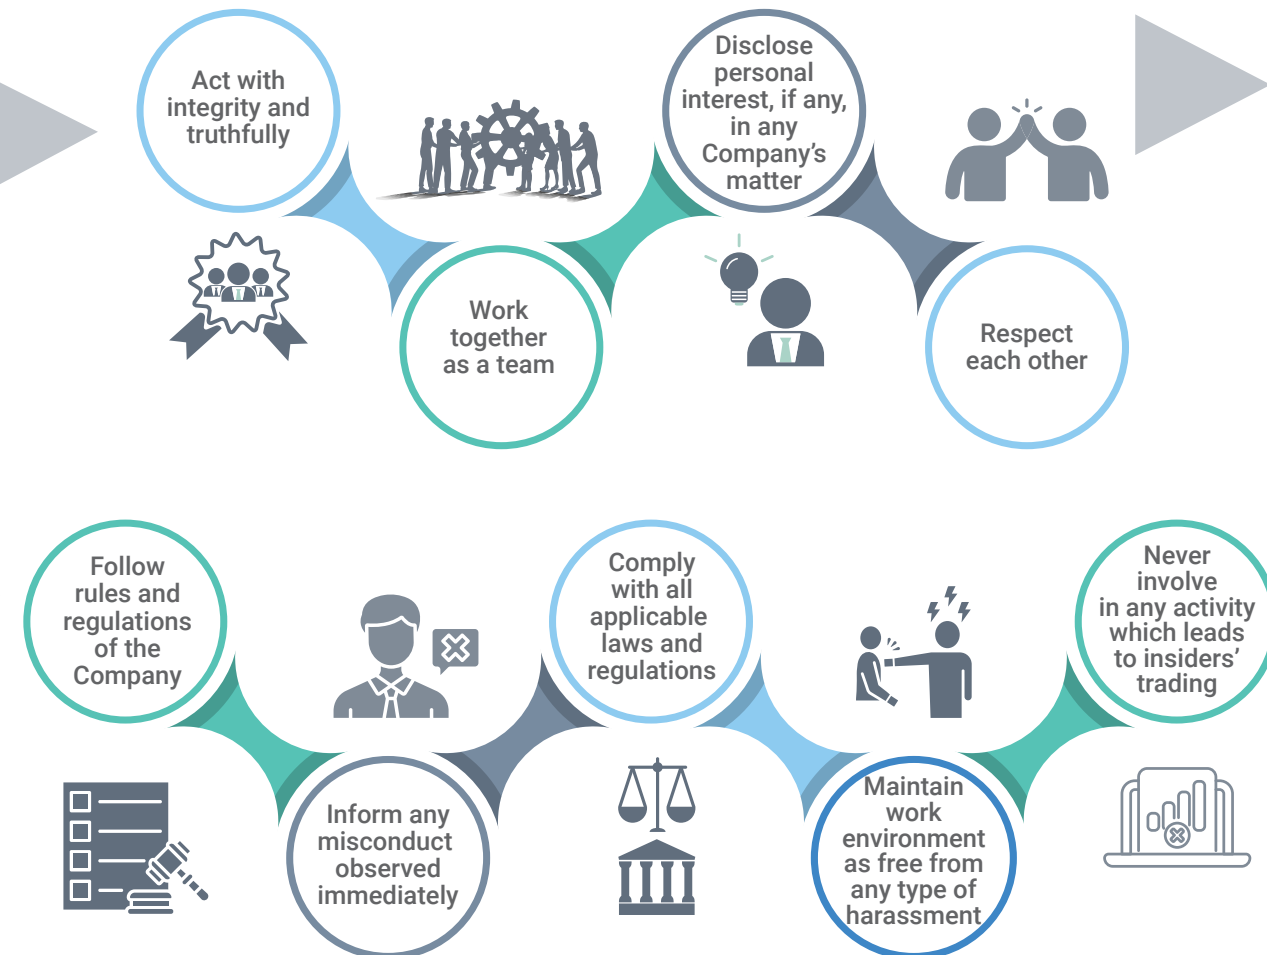 Act with
integrity and
truthfully
Work
together
as a team
Disclose
personal
interest, if any,
in any
Company's
matter
Respect
each other
Follow
rules and
regulations
of the
Company
Inform any
misconduct
observed
immediately
Comply
with all
applicable
laws and
regulations
Maintain
work
environment
as free from
any type of
harassment
Never
involve
in any activity
which leads
to insiders'
trading